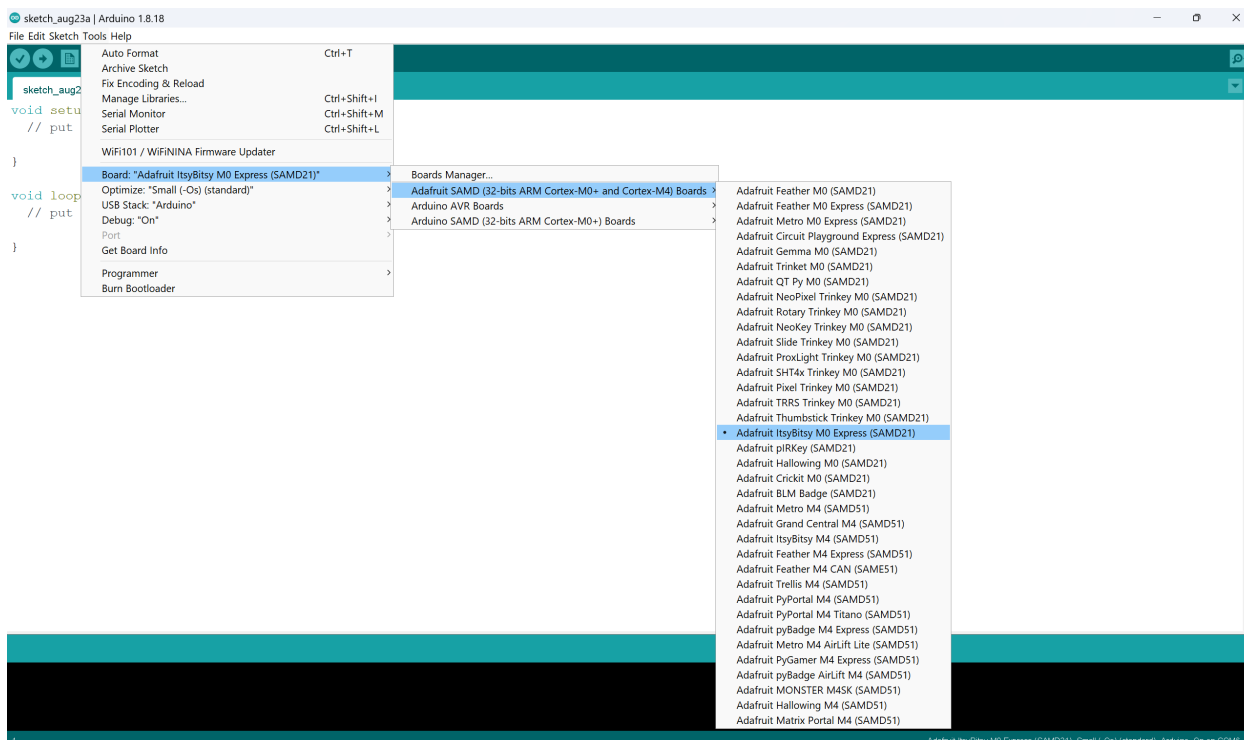 sketch_aug23a | Arduino 1.8.18
File Edit Sketch Tools Help
sketch_aug2
void setu
// put
}
void loop
// put
}
Auto Format Ctrl+T
Archive Sketch
Fix Encoding & Reload
Manage Libraries... Ctrl+Shift+I
Serial Monitor Ctrl+Shift+M
Serial Plotter Ctrl+Shift+L
WiFi101 / WiFiNINA Firmware Updater
Board: "Adafruit ItsyBitsy M0 Express (SAMD21)"
Optimize: "Small (-Os) (standard)"
USB Stack: "Arduino"
Debug: "On"
Port
Get Board Info
Programmer
Burn Bootloader
Boards Manager...
Adafruit SAMD (32-bits ARM Cortex-M0+ and Cortex-M4) Boards
Arduino AVR Boards
Arduino SAMD (32-bits ARM Cortex-M0+) Boards
Adafruit Feather M0 (SAMD21)
Adafruit Feather M0 Express (SAMD21)
Adafruit Metro M0 Express (SAMD21)
Adafruit Circuit Playground Express (SAMD21)
Adafruit Gemma M0 (SAMD21)
Adafruit Trinket M0 (SAMD21)
Adafruit QT Py M0 (SAMD21)
Adafruit NeoPixel Trinkey M0 (SAMD21)
Adafruit Rotary Trinkey M0 (SAMD21)
Adafruit NeoKey Trinkey M0 (SAMD21)
Adafruit Slide Trinkey M0 (SAMD21)
Adafruit ProxLight Trinkey M0 (SAMD21)
Adafruit SHT4x Trinkey M0 (SAMD21)
Adafruit Pixel Trinkey M0 (SAMD21)
Adafruit TRRS Trinkey M0 (SAMD21)
Adafruit Thumbstick Trinkey M0 (SAMD21)
Adafruit ItsyBitsy M0 Express (SAMD21)
Adafruit pIRKey (SAMD21)
Adafruit Hallowing M0 (SAMD21)
Adafruit Crickit M0 (SAMD21)
Adafruit BLM Badge (SAMD21)
Adafruit Metro M4 (SAMD51)
Adafruit Grand Central M4 (SAMD51)
Adafruit ItsyBitsy M4 (SAMD51)
Adafruit Feather M4 Express (SAMD51)
Adafruit Feather M4 CAN (SAME51)
Adafruit Trellis M4 (SAMD51)
Adafruit PyPortal M4 (SAMD51)
Adafruit PyPortal M4 Titano (SAMD51)
Adafruit pyBadge M4 Express (SAMD51)
Adafruit Metro M4 AirLift Lite (SAMD51)
Adafruit PyGamer M4 Express (SAMD51)
Adafruit pyBadge AirLift M4 (SAMD51)
Adafruit MONSTER M4SK (SAMD51)
Adafruit Hallowing M4 (SAMD51)
Adafruit Matrix Portal M4 (SAMD51)